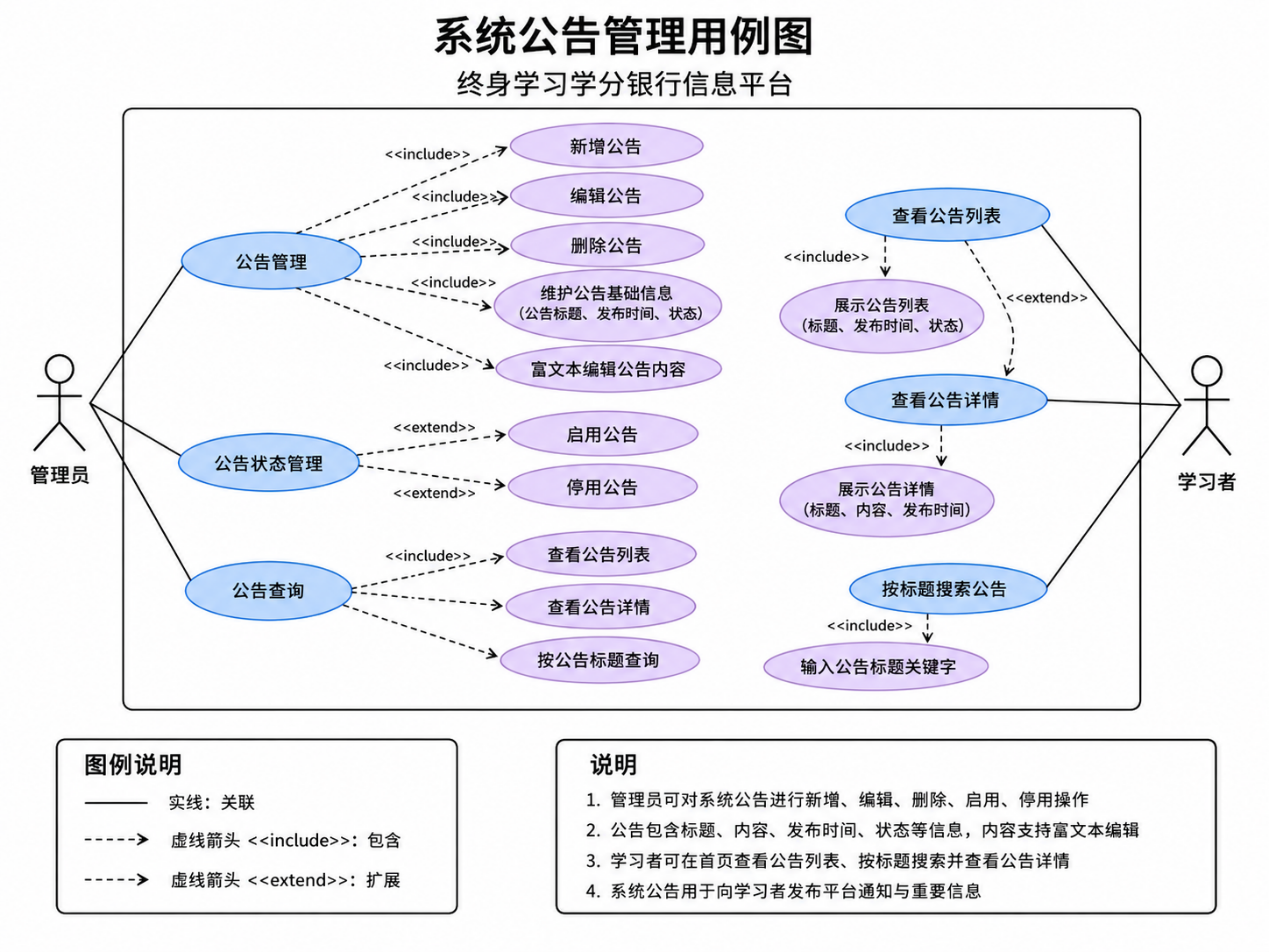 系统公告管理用例图
终身学习学分银行信息平台
管理员
公告管理
<<include>>
新增公告
<<include>>
编辑公告
<<include>>
删除公告
<<include>>
维护公告基础信息
（公告标题、发布时间、状态）
<<include>>
富文本编辑公告内容
公告状态管理
<<extend>>
启用公告
<<extend>>
停用公告
公告查询
<<include>>
查看公告列表
查看公告详情
按公告标题查询
查看公告列表
<<include>>
展示公告列表
（标题、发布时间、状态）
<<extend>>
查看公告详情
<<include>>
展示公告详情
（标题、内容、发布时间）
按标题搜索公告
<<include>>
输入公告标题关键字
学习者
图例说明
实线：关联
虚线箭头 <<include>>：包含
虚线箭头 <<extend>>：扩展
说明
1. 管理员可对系统公告进行新增、编辑、删除、启用、停用操作
2. 公告包含标题、内容、发布时间、状态等信息，内容支持富文本编辑
3. 学习者可在首页查看公告列表、按标题搜索并查看公告详情
4. 系统公告用于向学习者发布平台通知与重要信息